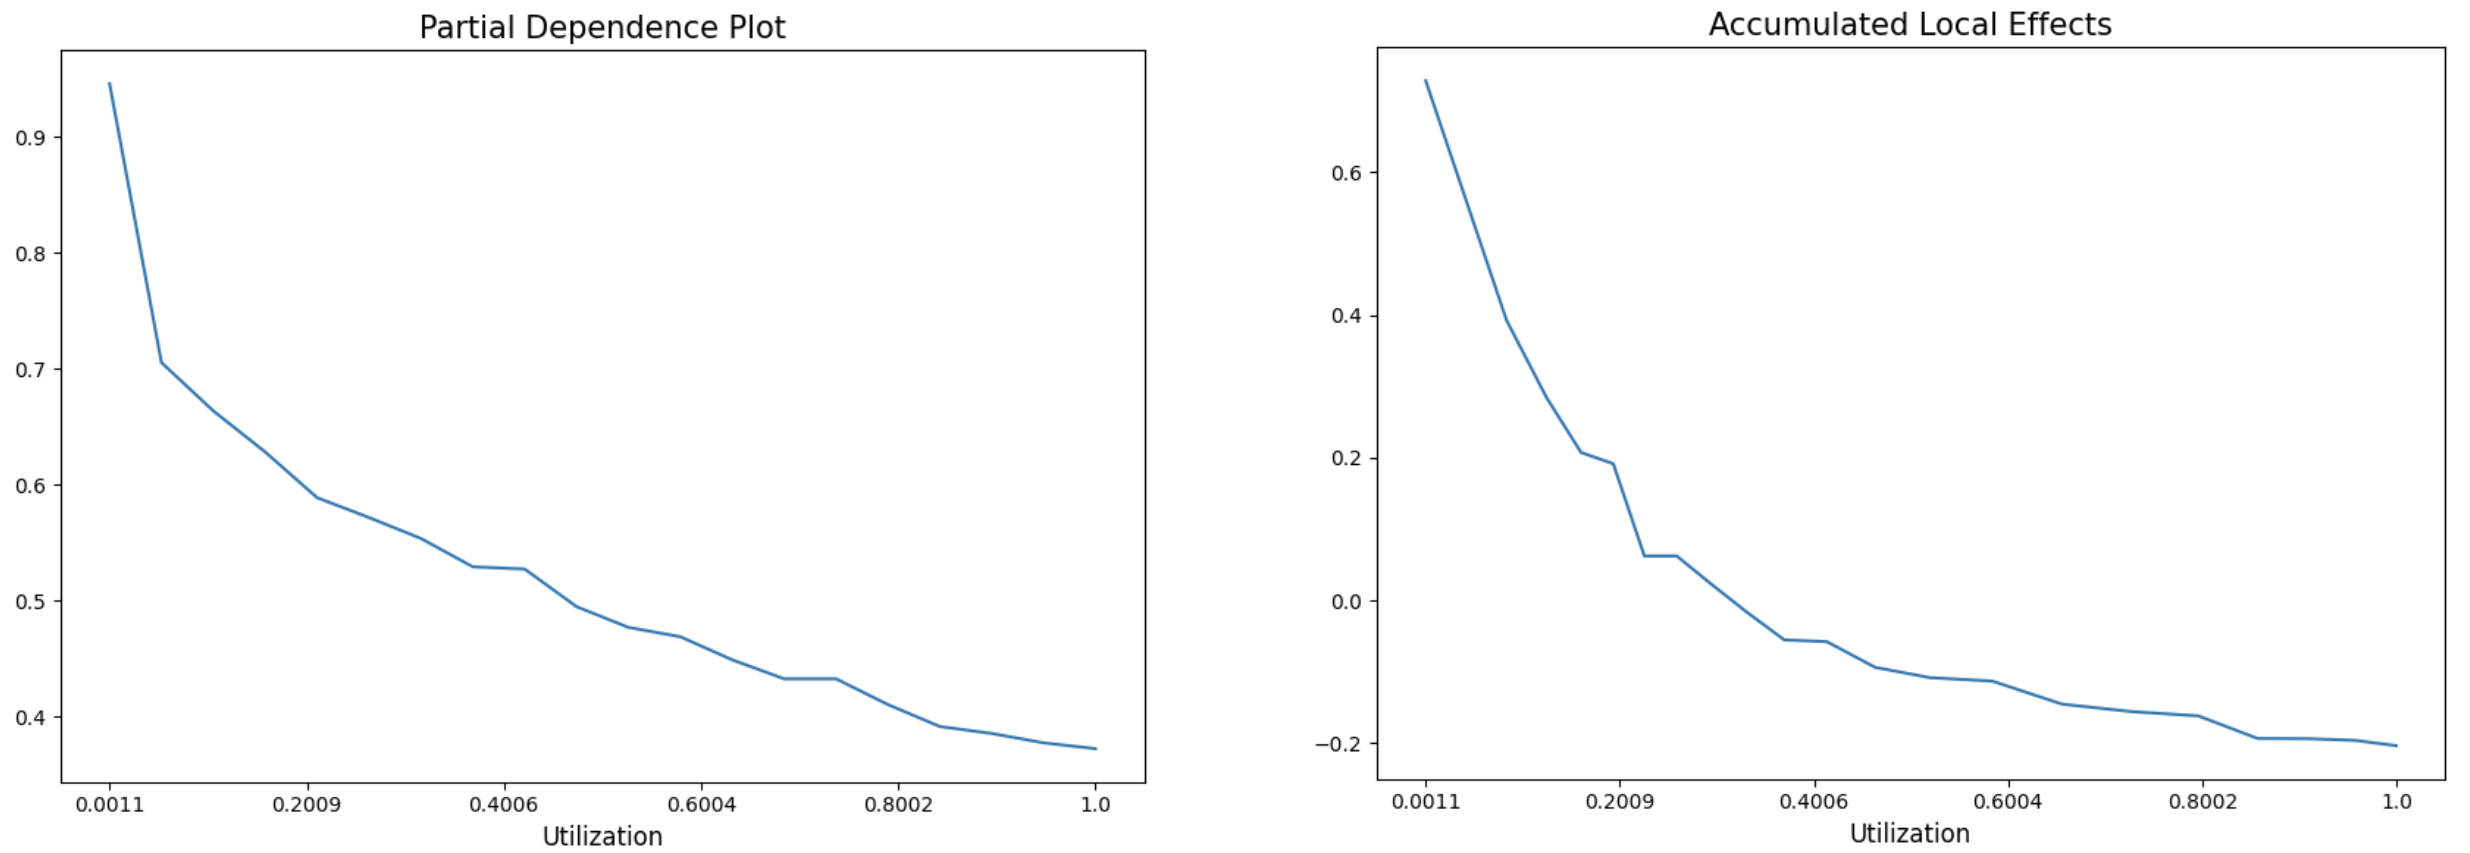 Partial Dependence Plot
0.9
0.8
0.7
0.6
0.5
0.4
0.0011 0.2009 0.4006 0.6004 0.8002 1.0
Utilization
Accumulated Local Effects
0.6
0.4
0.2
0.0
−0.2
0.0011 0.2009 0.4006 0.6004 0.8002 1.0
Utilization